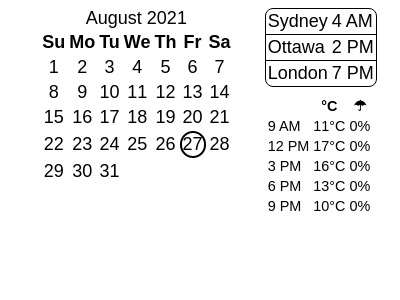 August 2021
Su Mo Tu We Th Fr Sa
1 2 3 4 5 6 7
8 9 10 11 12 13 14
15 16 17 18 19 20 21
22 23 24 25 26 27 28
29 30 31
Sydney 4 AM
Ottawa 2 PM
London 7 PM
°C ☂
9 AM 11°C 0%
12 PM 17°C 0%
3 PM 16°C 0%
6 PM 13°C 0%
9 PM 10°C 0%